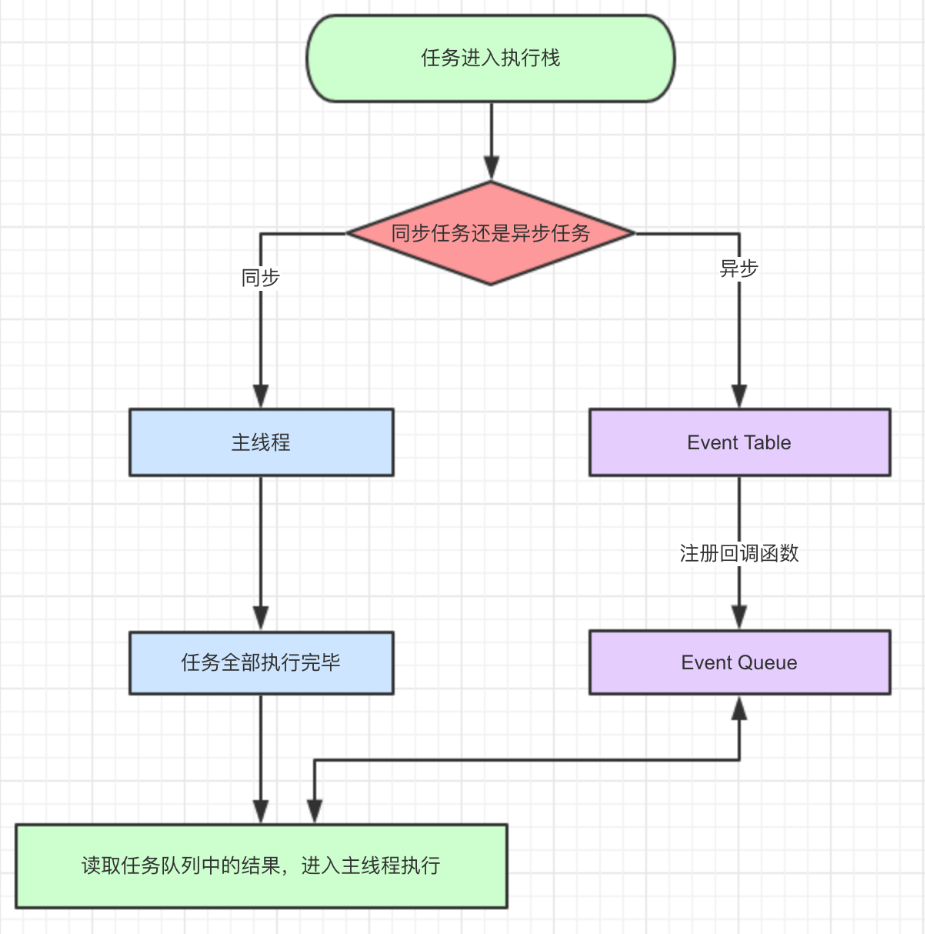 任务进入执行栈
同步任务还是异步任务
同步
异步
主线程
Event Table
注册回调函数
任务全部执行完毕
Event Queue
读取任务队列中的结果，进入主线程执行